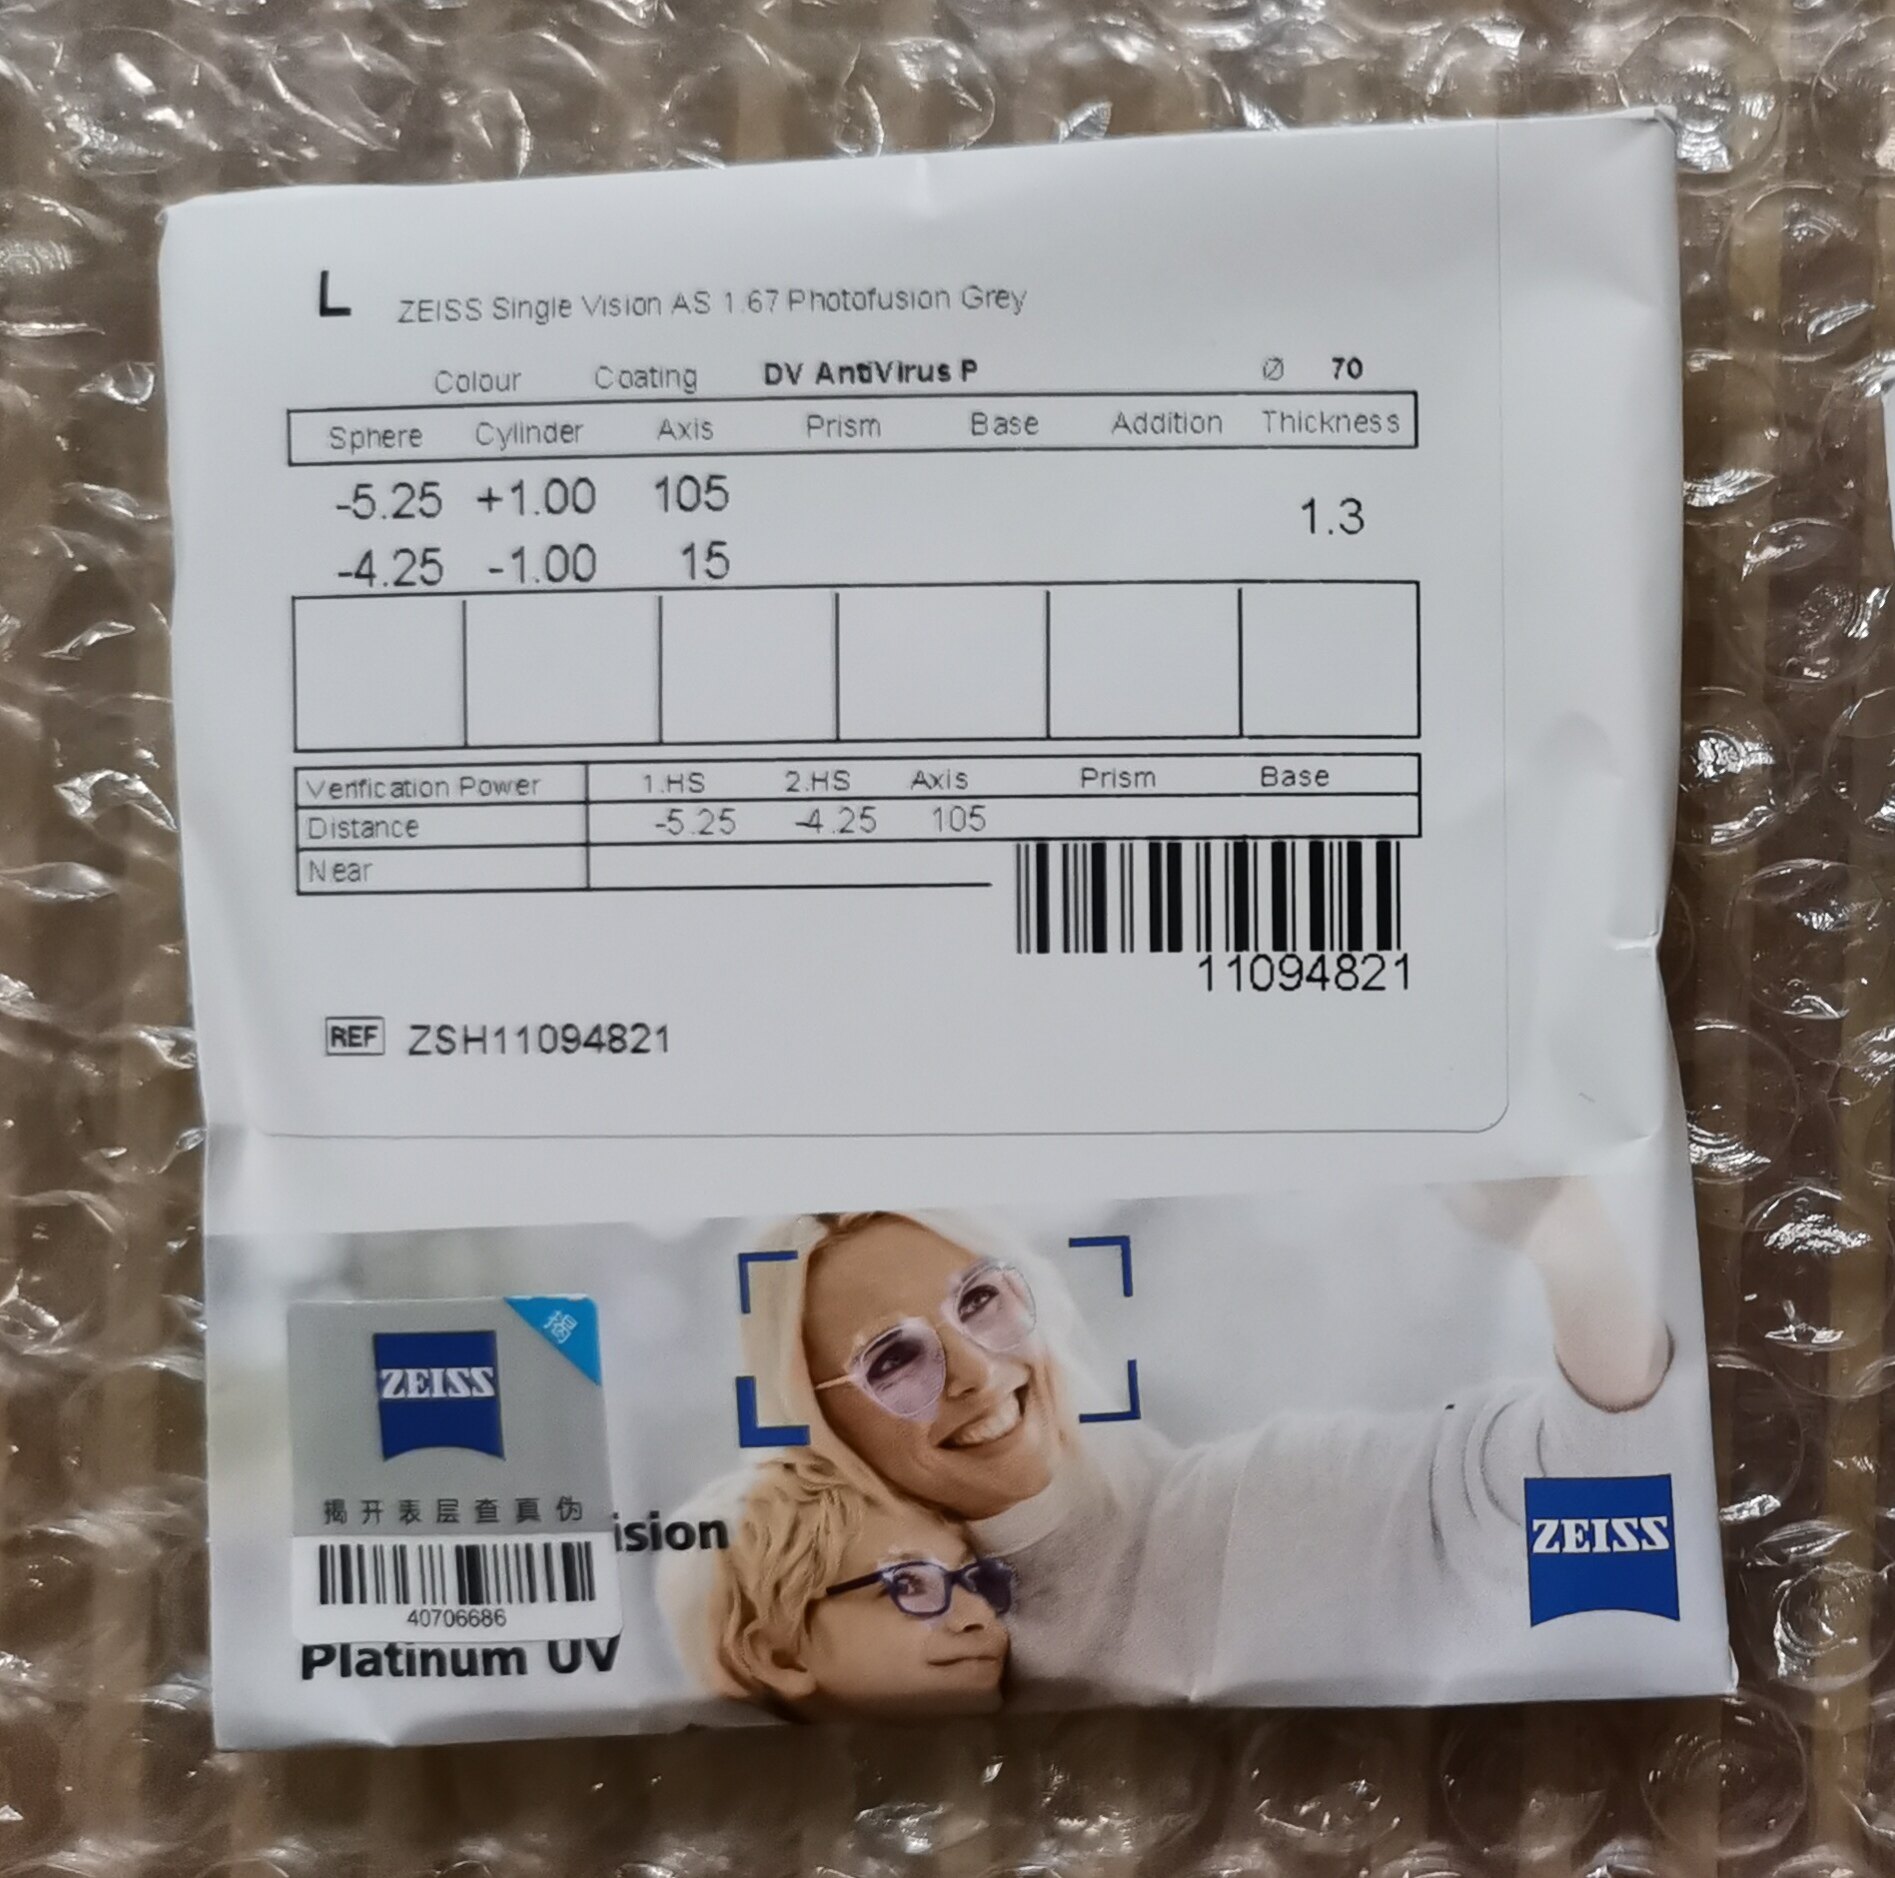 L ZEISS Single Vision AS 1.67 Photofusion Grey
Colour Coating DV AntiVirus P Ø 70
Sphere Cylinder Axis Prism Base Addition Thickness
-5.25 +1.00 105
1.3
-4.25 -1.00 15
Verification Power 1.HS 2.HS Axis Prism Base
Distance -5.25 -4.25 105
Near
11094821
REF ZSH11094821
ZEISS
揭开表层查真伪
ision
40706686
Platinum UV
ZEISS